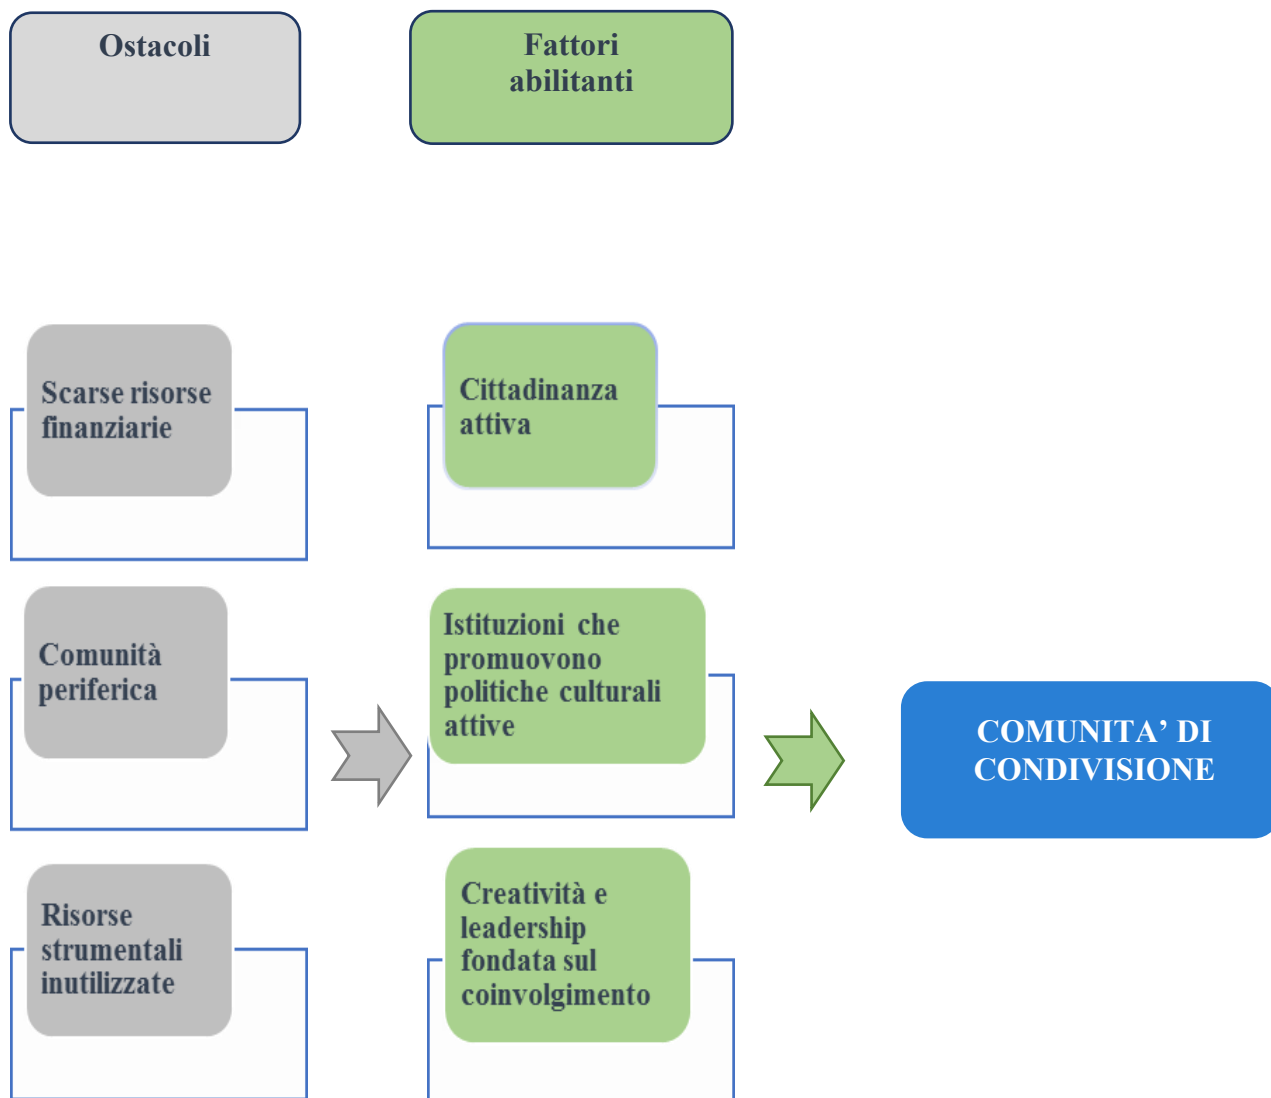 Ostacoli
Fattori
abilitanti
Scarse risorse
finanziarie
Cittadinanza
attiva
Comunità
periferica
Istituzioni che
promuovono
politiche culturali
attive
COMUNITA’ DI
CONDIVISIONE
Risorse
strumentali
inutilizzate
Creatività e
leadership
fondata sul
coinvolgimento